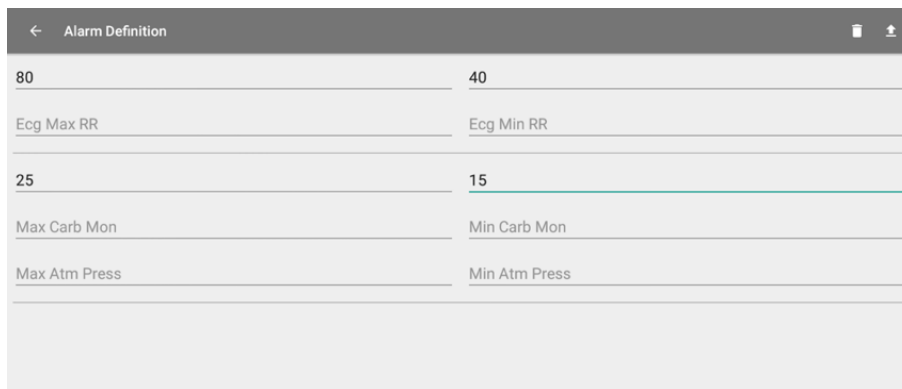 Alarm Definition
80 40
Ecg Max RR Ecg Min RR
25 15
Max Carb Mon Min Carb Mon
Max Atm Press Min Atm Press